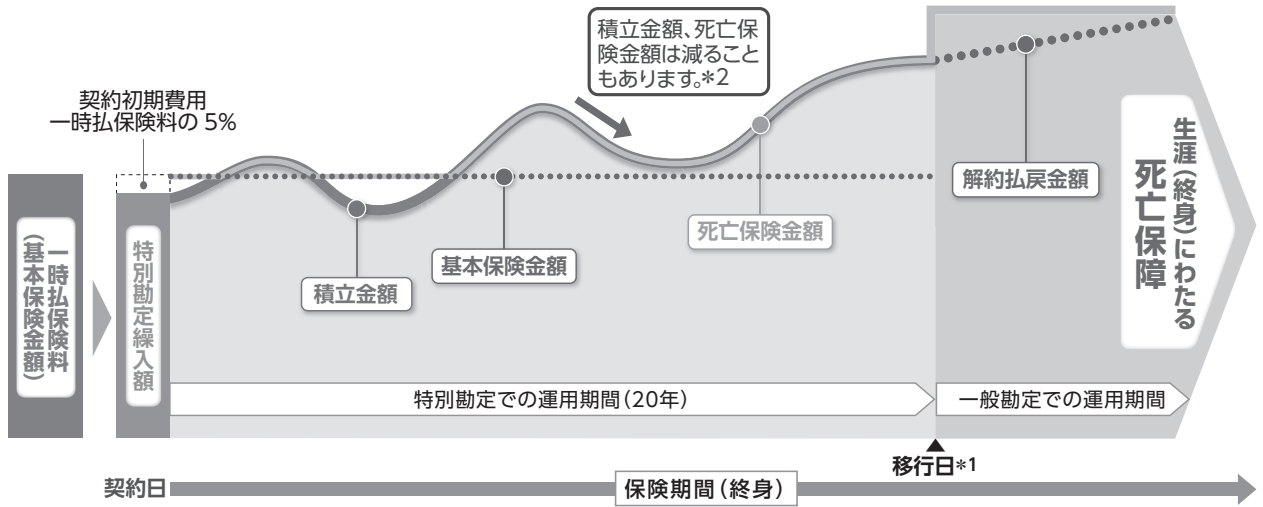 積立金額、死亡保
険金額は減ること
もあります。*2
契約初期費用
一時払保険料の 5%
一時払保険料
(基本保険金額)
特別勘定繰入額
積立金額
基本保険金額
死亡保険金額
解約払戻金額
生涯(終身)にわたる
死亡保障
特別勘定での運用期間(20年)
一般勘定での運用期間
移行日*1
契約日
保険期間(終身)